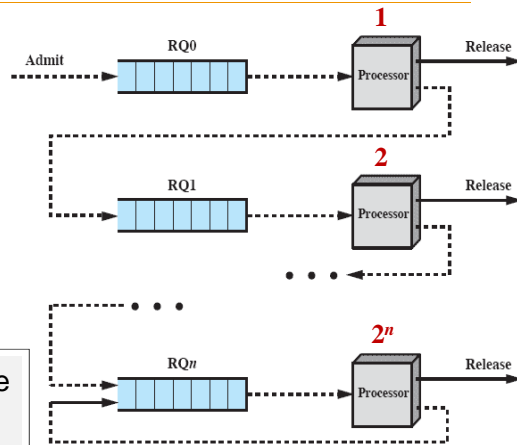 1
RQ0
Admit
Release
Processor
2
RQ1
Release
Processor
• • •
• • •
2ⁿ
RQn
Release
Processor
e